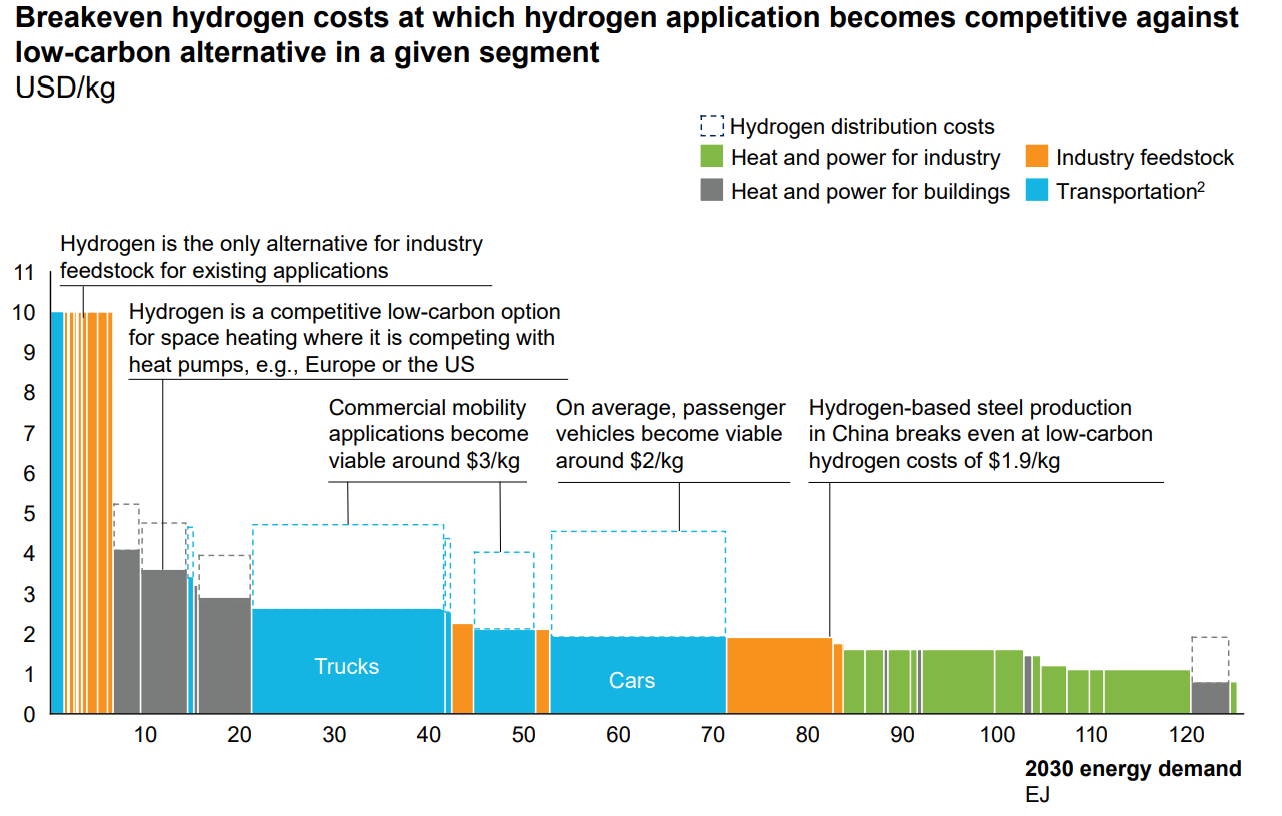 Breakeven hydrogen costs at which hydrogen application becomes competitive against
low-carbon alternative in a given segment
USD/kg
Hydrogen distribution costs
Heat and power for industry
Industry feedstock
Heat and power for buildings
Transportation²
Hydrogen is the only alternative for industry
feedstock for existing applications
Hydrogen is a competitive low-carbon option
for space heating where it is competing with
heat pumps, e.g., Europe or the US
Commercial mobility
applications become
viable around $3/kg
On average, passenger
vehicles become viable
around $2/kg
Hydrogen-based steel production
in China breaks even at low-carbon
hydrogen costs of $1.9/kg
11
10
9
8
7
6
5
4
3
2
1
0
Trucks
Cars
10 20 30 40 50 60 70 80 90 100 110 120
2030 energy demand
EJ